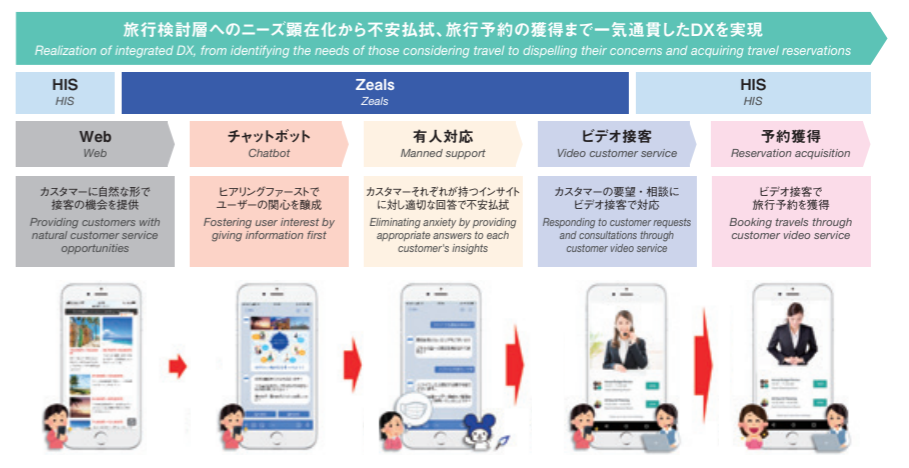 旅行検討層へのニーズ顕在化から不安払拭、旅行予約の獲得まで一気通貫したDXを実現
Realization of integrated DX, from identifying the needs of those considering travel to dispelling their concerns and acquiring travel reservations
HIS
HIS
Zeals
Zeals
HIS
HIS
Web
Web
チャットボット
Chatbot
有人対応
Manned support
ビデオ接客
Video customer service
予約獲得
Reservation acquisition
カスタマーに自然な形で
接客の機会を提供
Providing customers with
natural customer service
opportunities
ヒアリングファーストで
ユーザーの関心を醸成
Fostering user interest by
giving information first
カスタマーそれぞれが持つインサイト
に対し適切な回答で不安払拭
Eliminating anxiety by providing
appropriate answers to each
customer's insights
カスタマーの要望・相談に
ビデオ接客で対応
Responding to customer requests
and consultations through
customer video service
ビデオ接客で
旅行予約を獲得
Booking travels through
customer video service